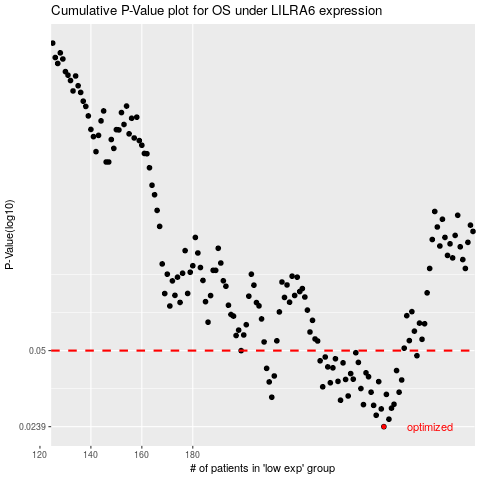 Cumulative P-Value plot for OS under LILRA6 expression
P-Value(log10)
0.05
0.0239
optimized
120 140 160 180
# of patients in 'low exp' group